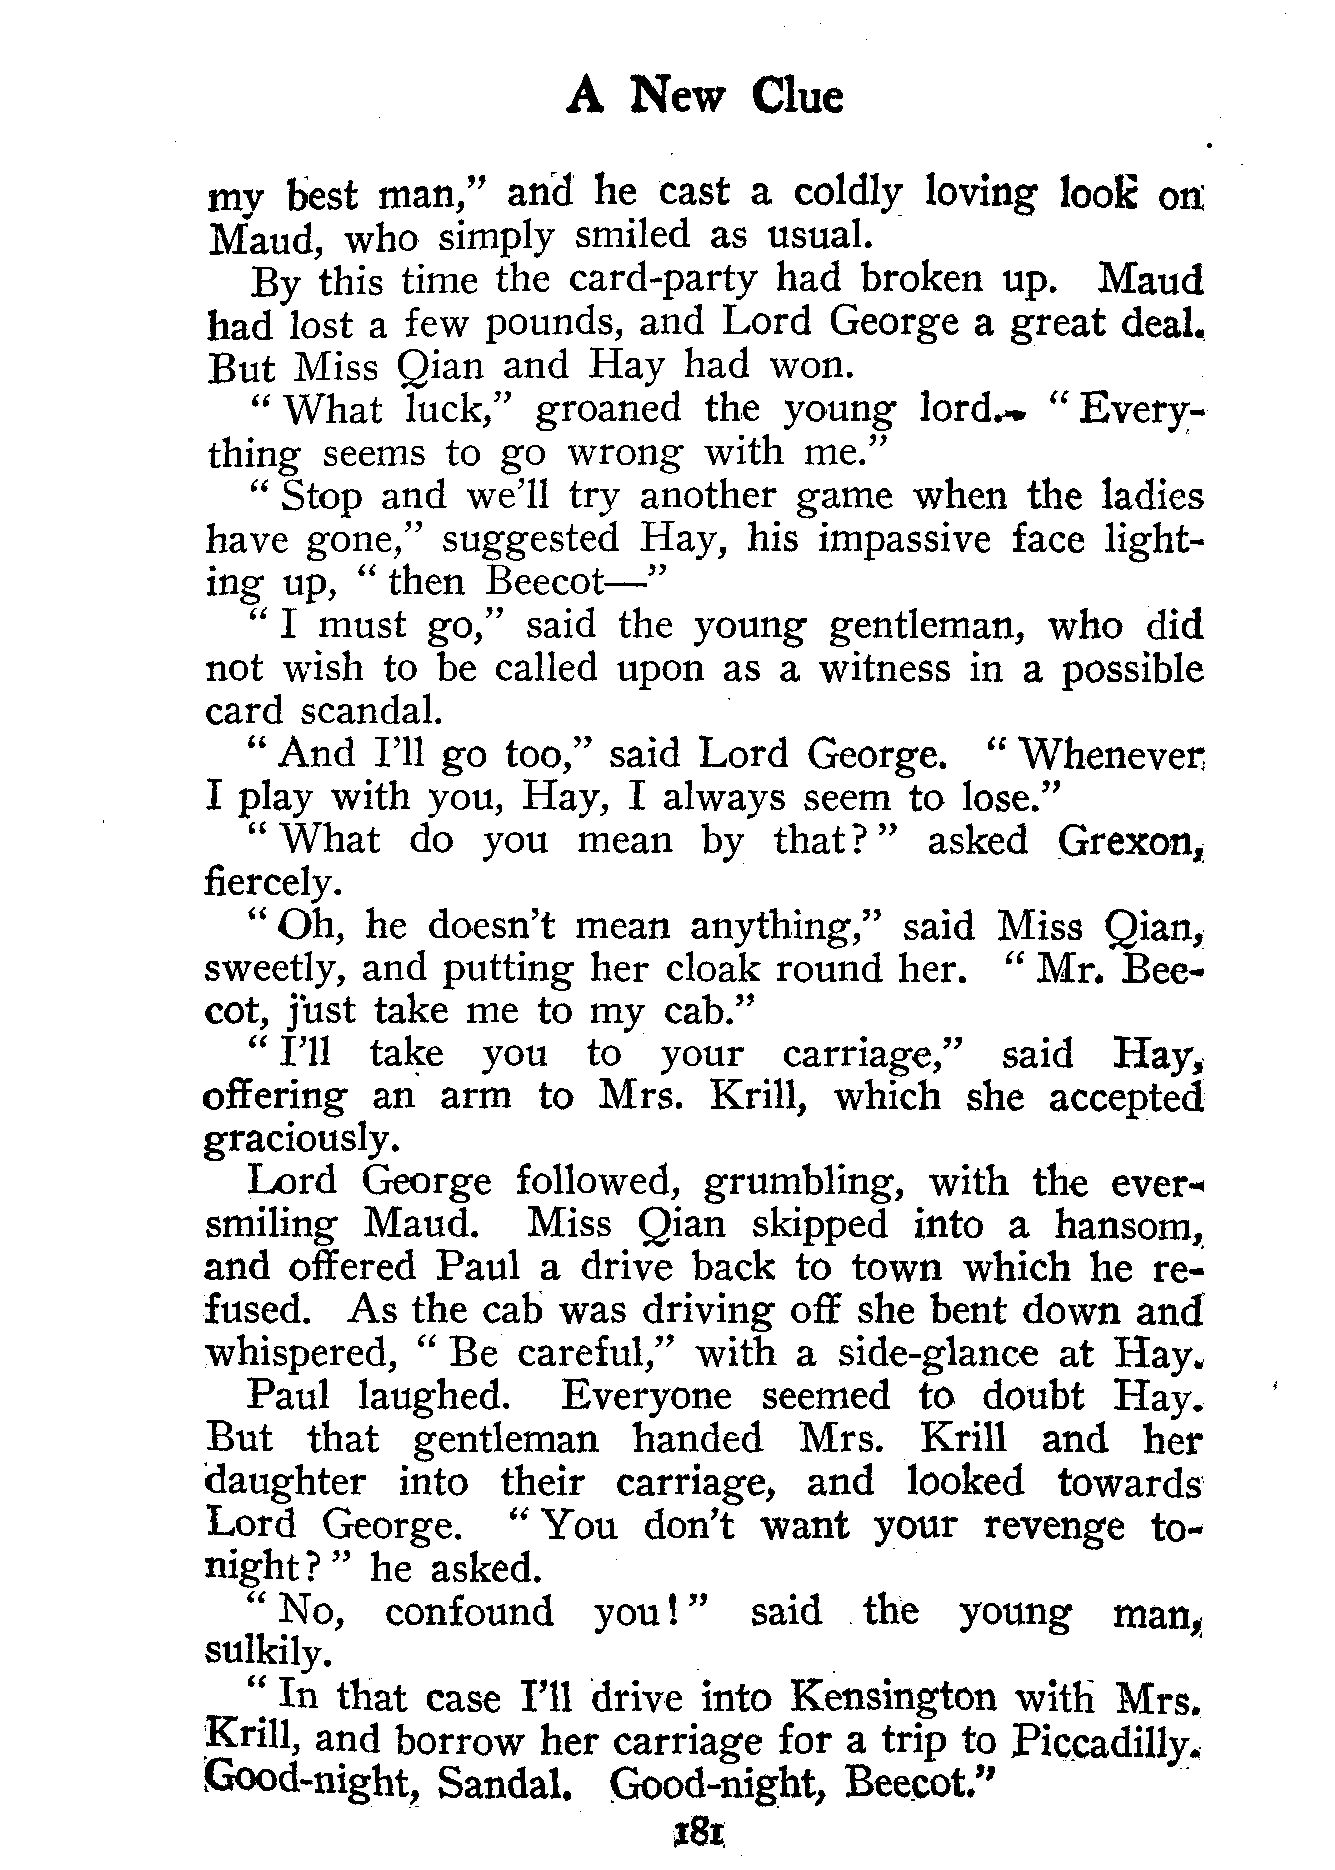 A New Clue
my best man,” and he cast a coldly loving look on
Maud, who simply smiled as usual.
By this time the card-party had broken up. Maud
had lost a few pounds, and Lord George a great deal.
But Miss Qian and Hay had won.
“ What luck,” groaned the young lord. “ Every-
thing seems to go wrong with me.”
“ Stop and we’ll try another game when the ladies
have gone,” suggested Hay, his impassive face light-
ing up, “ then Beecot—”
“ I must go,” said the young gentleman, who did
not wish to be called upon as a witness in a possible
card scandal.
“ And I’ll go too,” said Lord George. “ Whenever
I play with you, Hay, I always seem to lose.”
“ What do you mean by that? ” asked Grexon,
fiercely.
“ Oh, he doesn’t mean anything,” said Miss Qian,
sweetly, and putting her cloak round her. “ Mr. Bee-
cot, just take me to my cab.”
“ I’ll take you to your carriage,” said Hay,
offering an arm to Mrs. Krill, which she accepted
graciously.
Lord George followed, grumbling, with the ever-
smiling Maud. Miss Qian skipped into a hansom,
and offered Paul a drive back to town which he re-
fused. As the cab was driving off she bent down and
whispered, “ Be careful,” with a side-glance at Hay.
Paul laughed. Everyone seemed to doubt Hay.
But that gentleman handed Mrs. Krill and her
daughter into their carriage, and looked towards
Lord George. “ You don’t want your revenge to-
night? ” he asked.
“ No, confound you! ” said the young man,
sulkily.
“ In that case I’ll drive into Kensington with Mrs.
Krill, and borrow her carriage for a trip to Piccadilly.
Good-night, Sandal. Good-night, Beecot.”
181